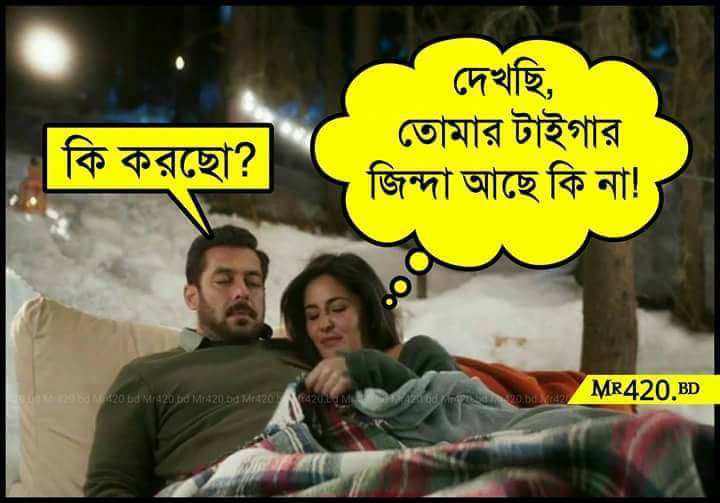 কি করছো?
দেখছি,
তোমার টাইগার
জিন্দা আছে কি না!
MR420.BD